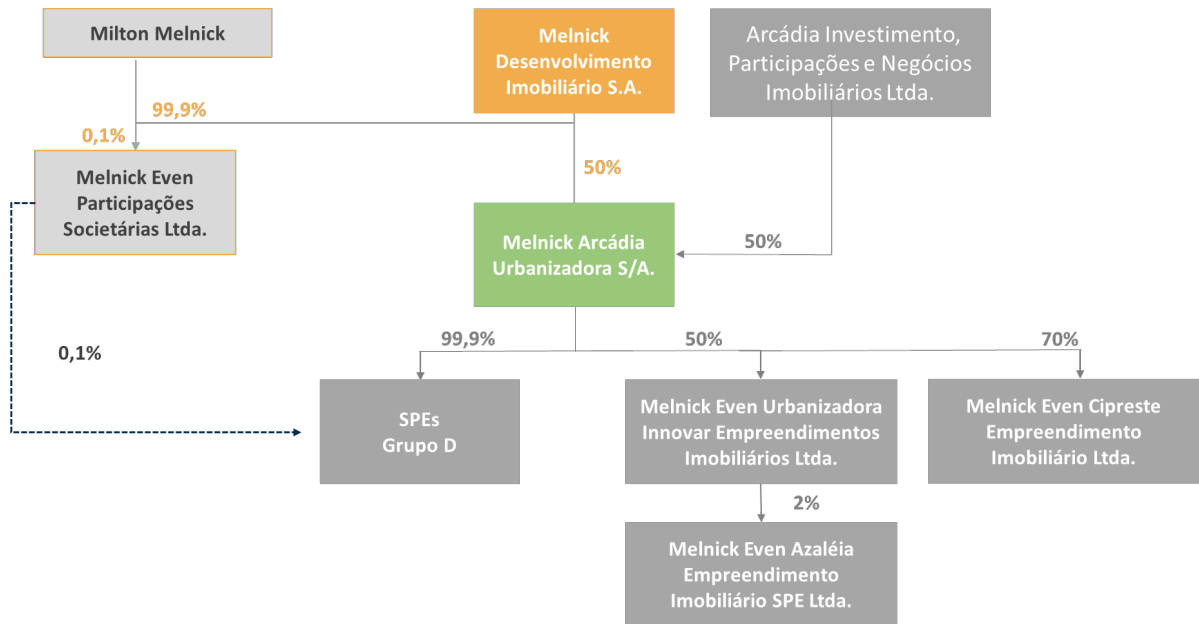 Milton Melnick
Melnick
Desenvolvimento
Imobiliário S.A.
Arcádia Investimento,
Participações e Negócios
Imobiliários Ltda.
99,9%
0,1%
50%
Melnick Even
Participações
Societárias Ltda.
Melnick Arcádia
Urbanizadora S/A.
50%
0,1%
99,9%
50%
70%
SPEs
Grupo D
Melnick Even Urbanizadora
Innovar Empreendimentos
Imobiliários Ltda.
Melnick Even Cipreste
Empreendimento
Imobiliário Ltda.
2%
Melnick Even Azaléia
Empreendimento
Imobiliário SPE Ltda.